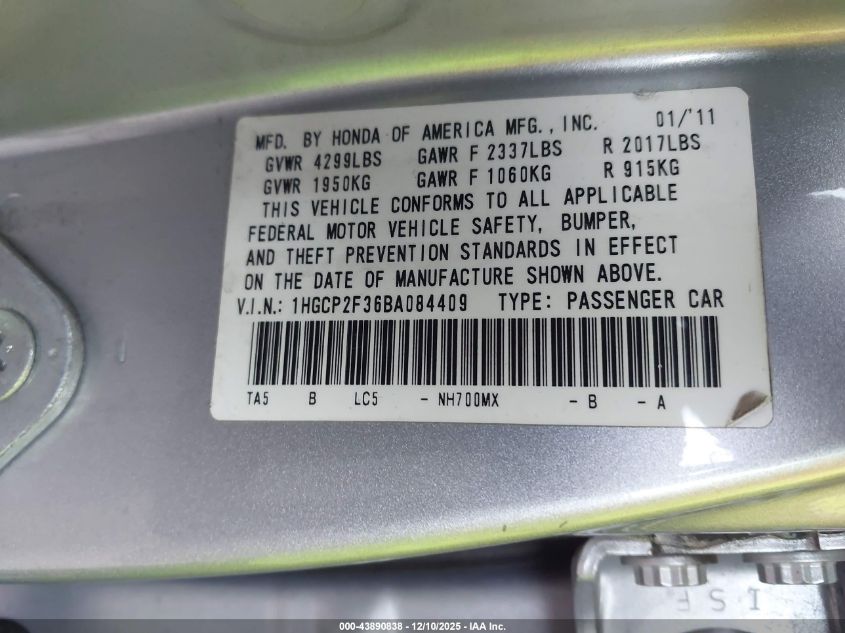 MFD. BY HONDA OF AMERICA MFG., INC. 01/'11
GVWR 4299LBS GAWR F 2337LBS R 2017LBS
GVWR 1950KG GAWR F 1060KG R 915KG
THIS VEHICLE CONFORMS TO ALL APPLICABLE
FEDERAL MOTOR VEHICLE SAFETY, BUMPER,
AND THEFT PREVENTION STANDARDS IN EFFECT
ON THE DATE OF MANUFACTURE SHOWN ABOVE.
V.I.N.: 1HGCP2F36BA084409 TYPE: PASSENGER CAR
TA5 B LC5 - NH700MX - B - A
I S F
000-43890838 - 12/10/2025 - IAA Inc.